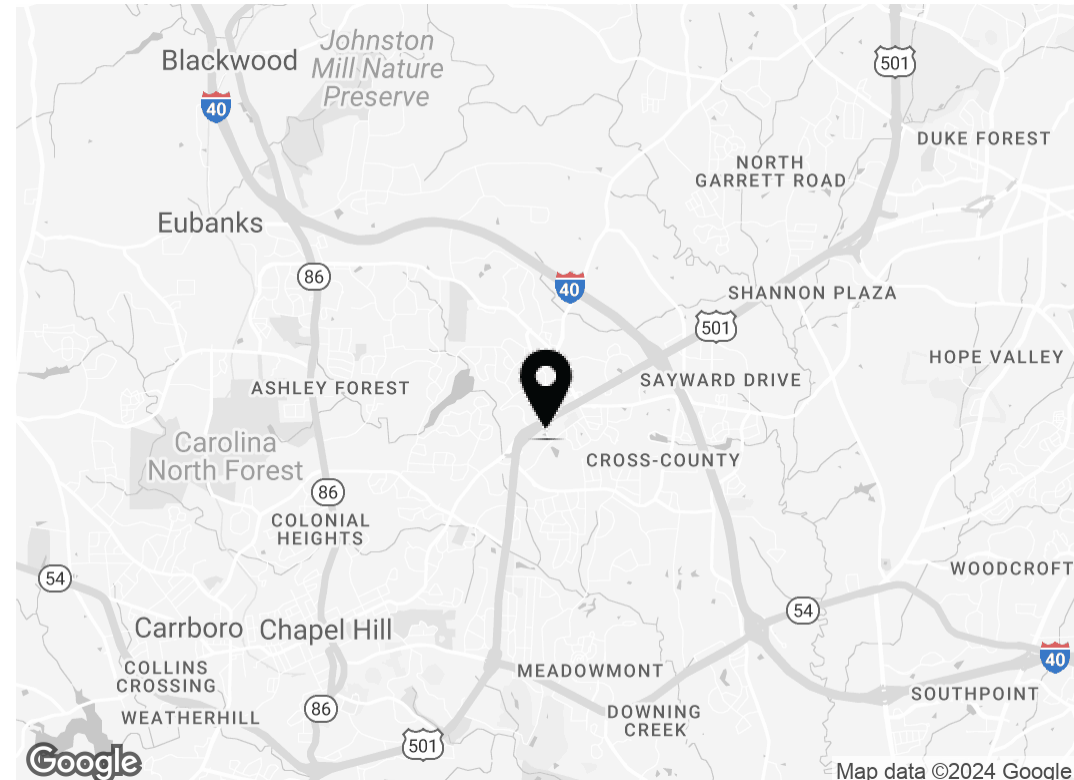 Johnston
Mill Nature
Preserve
Blackwood
501
40
DUKE FOREST
NORTH
GARRETT ROAD
Eubanks
86
40
SHANNON PLAZA
501
HOPE VALLEY
ASHLEY FOREST
SAYWARD DRIVE
Carolina
North Forest
CROSS-COUNTY
86
COLONIAL
HEIGHTS
WOODCROFT
54
54
Carrboro
Chapel Hill
40
COLLINS
CROSSING
MEADOWMONT
SOUTHPOINT
WEATHERHILL
86
DOWNING
CREEK
501
Google
Map data ©2024 Google